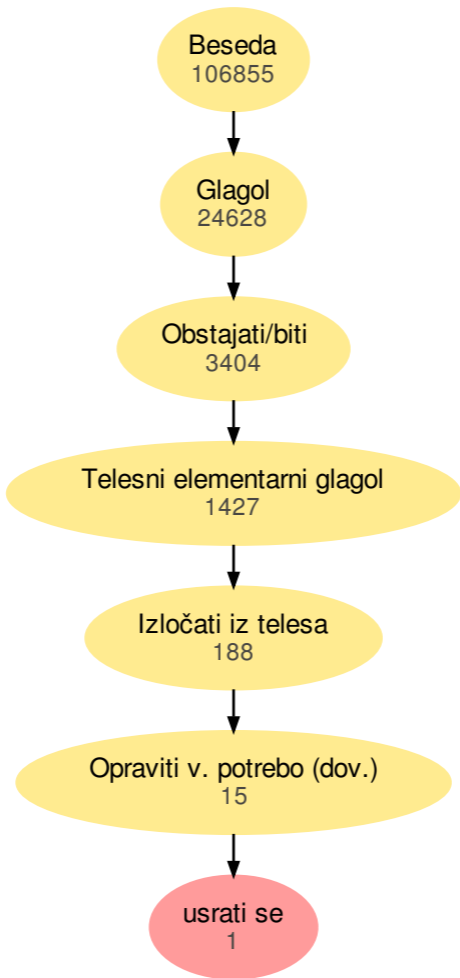 Beseda
106855
Glagol
24628
Obstajati/biti
3404
Telesni elementarni glagol
1427
Izločati iz telesa
188
Opraviti v. potrebo (dov.)
15
usrati se
1